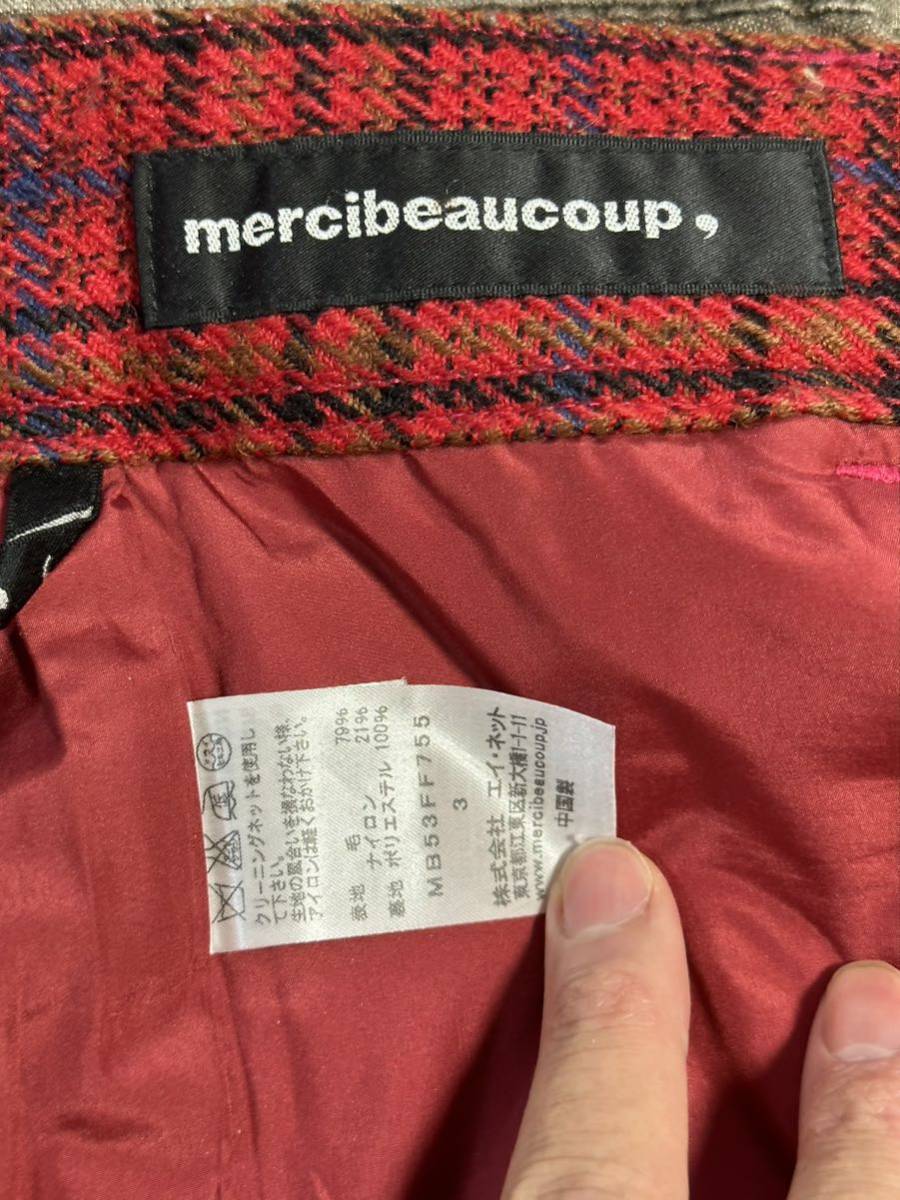 mercibeaucoup,
クリーニングネットを使用し
て下さい。
生地の風合いを損なわない様、
アイロンは軽くおかけ下さい。
表地 毛 79%
ナイロン 21%
裏地 ポリエステル 100%
MB53FF755
3
株式会社 エイ・ネット
東京都江東区新大橋1-1-11
www.mercibeaucoup.jp
中国製